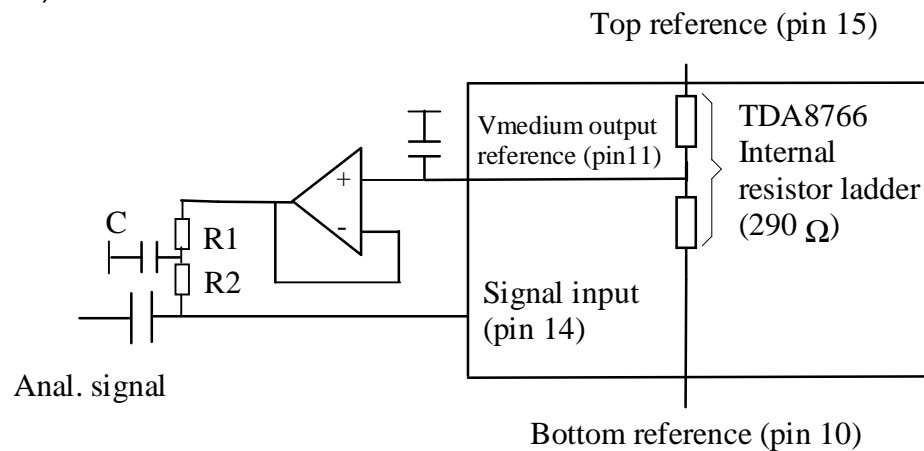 Top reference (pin 15)
Vmedium output
reference (pin11)
TDA8766
Internal
resistor ladder
(290 Ω)
+
-
C
R1
R2
Signal input
(pin 14)
Anal. signal
Bottom reference (pin 10)